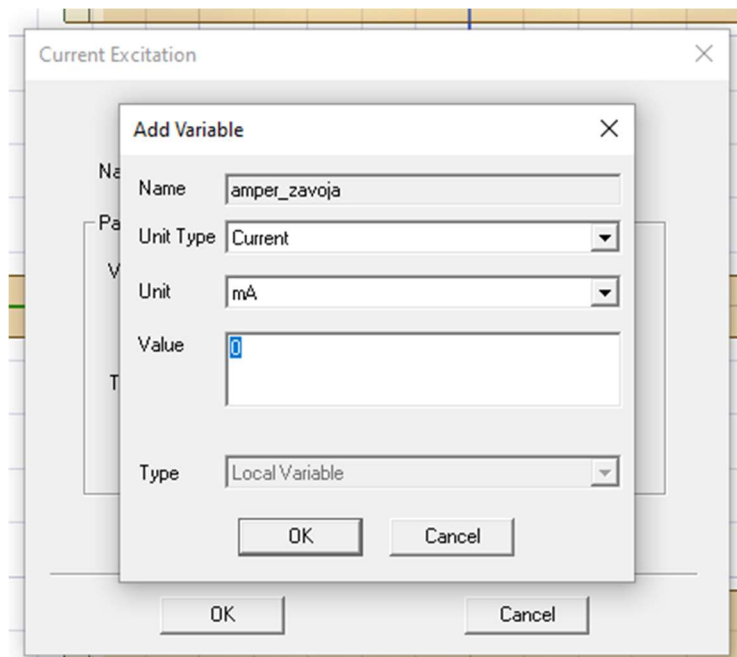 Current Excitation
Add Variable
Name amper_zavoja
Unit Type Current
Unit mA
Value 0
Type Local Variable
OK Cancel
OK Cancel